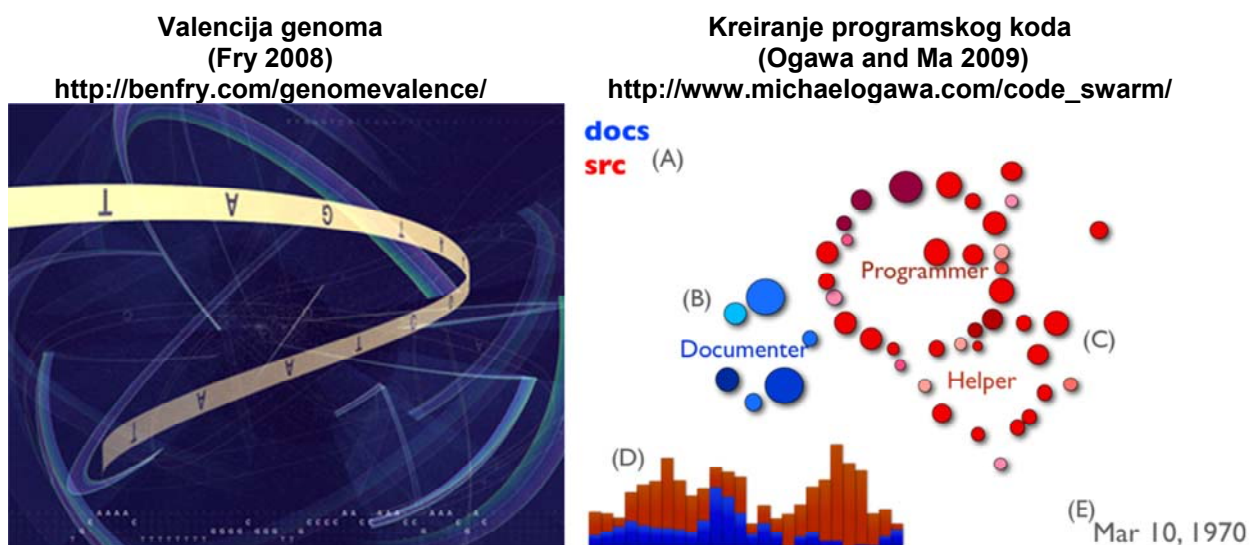 Valencija genoma
(Fry 2008)
http://benfry.com/genomevalence/
Kreiranje programskog koda
(Ogawa and Ma 2009)
http://www.michaelogawa.com/code_swarm/
T A G T
T A A T
docs
src
(A)
Programmer
(B)
Documenter
(C)
Helper
(D)
(E)
Mar 10, 1970